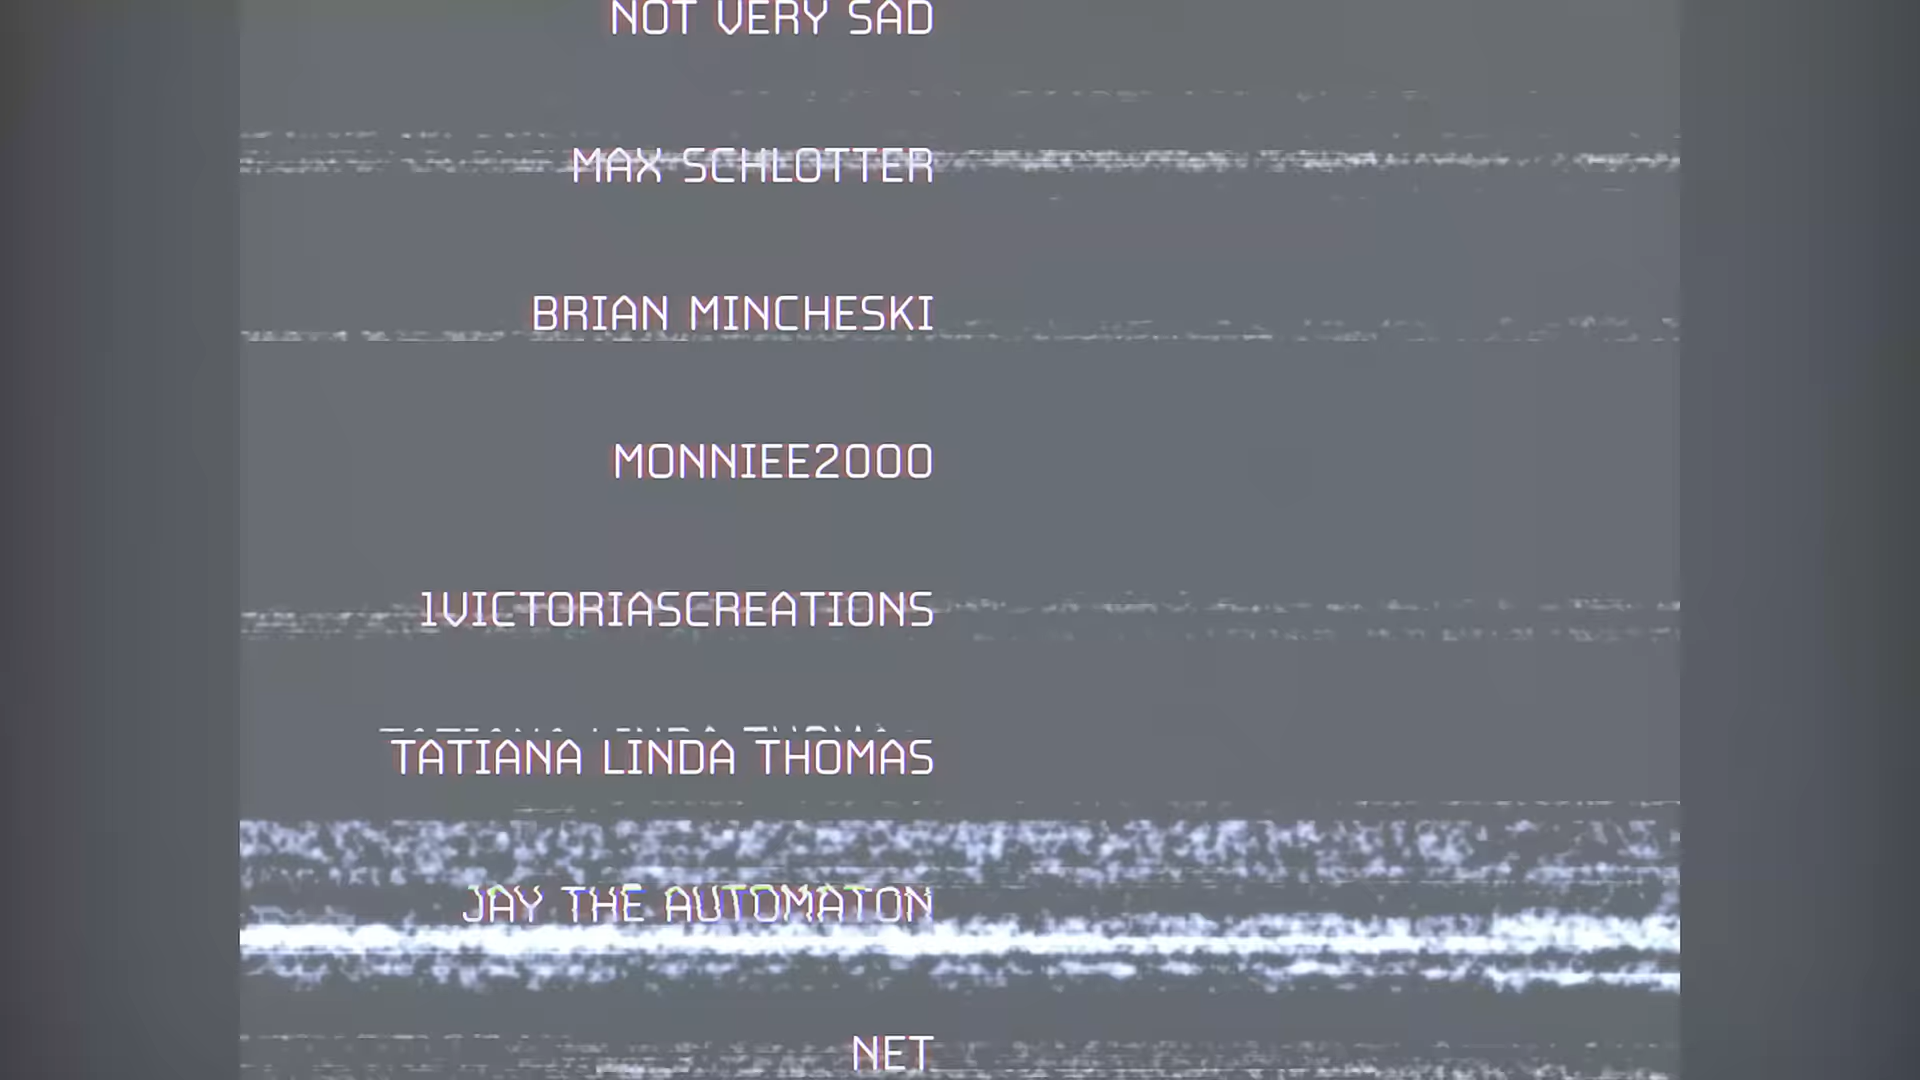 NOT VERY SAD
MAX SCHLOTTER
BRIAN MINCHESKI
MONNIEE2000
1VICTORIASCREATIONS
TATIANA LINDA THOMAS
JAY THE AUTOMATON
NET